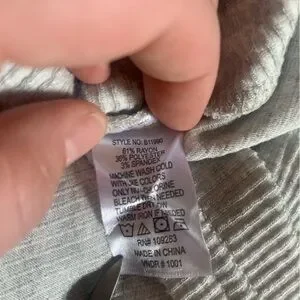 STYLE NO. B11990
61% RAYON
36% POLYESTER
3% SPANDEX
MACHINE WASH COLD
WITH LIKE COLORS
ONLY NON-CHLORINE
BLEACH WHEN NEEDED
TUMBLE DRY LOW
WARM IRON IF NEEDED
RN# 109283
MADE IN CHINA
VNDR # 1001